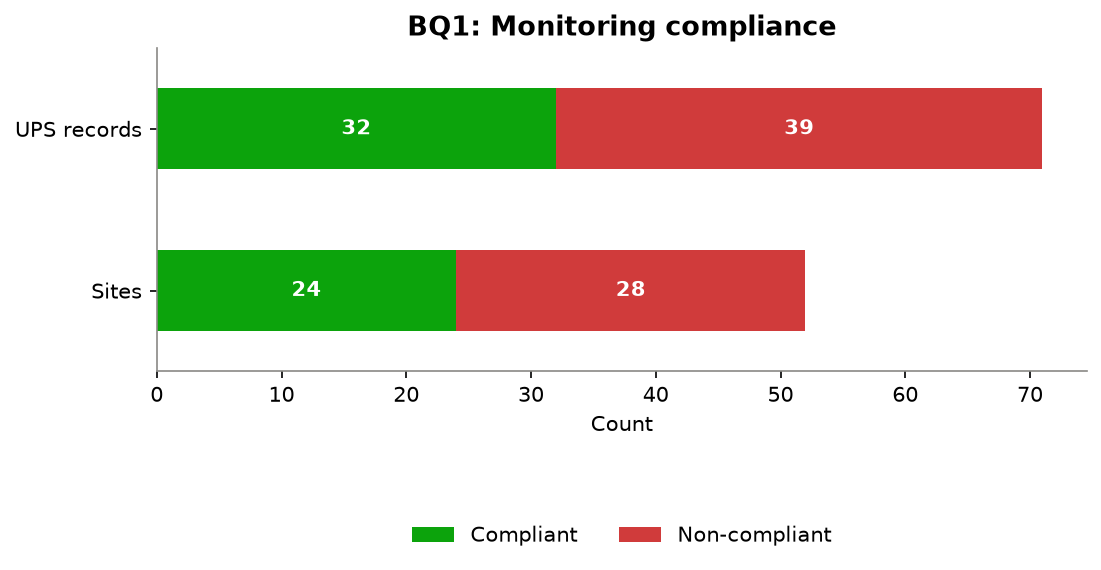 BQ1: Monitoring compliance
UPS records
32
39
Sites
24
28
0 10 20 30 40 50 60 70
Count
Compliant Non-compliant